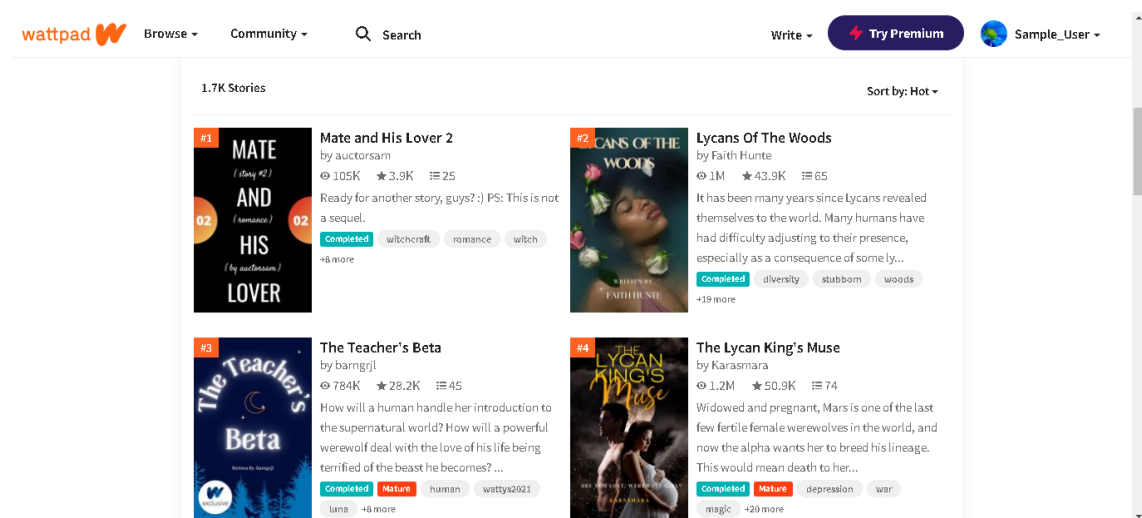 wattpad Browse Community Search Write Try Premium Sample_User
1.7K Stories Sort by: Hot
#1
MATE
(story #2)
AND
02 (romance) 02
HIS
(by auctorsam)
LOVER
Mate and His Lover 2
by auctorsam
105K 3.9K 25
Ready for another story, guys? :) PS: This is not
a sequel.
Completed witchcraft romance witch
+8 more
#2
LYCANS OF THE
WOODS
WRITTEN BY
FAITH HUNTE
Lycans Of The Woods
by Faith Hunte
1M 43.9K 65
It has been many years since Lycans revealed
themselves to the world. Many humans have
had difficulty adjusting to their presence,
especially as a consequence of some ly...
Completed diversity stubborn woods
+19 more
#3
The Teacher's
Beta
Written by: Barngrjl
W
exclusive
The Teacher's Beta
by barngrjl
784K 28.2K 45
How will a human handle her introduction to
the supernatural world? How will a powerful
werewolf deal with the love of his life being
terrified of the beast he becomes? ...
Completed Mature human wattys2021
luna +8 more
#4
THE
LYCAN
KING'S
Muse
KARASMARA
The Lycan King's Muse
by Karasmara
1.2M 50.9K 74
Widowed and pregnant, Mars is one of the last
few fertile female werewolves in the world, and
now the alpha wants her to breed his lineage.
This would mean death to her...
Completed Mature depression war
magic +20 more